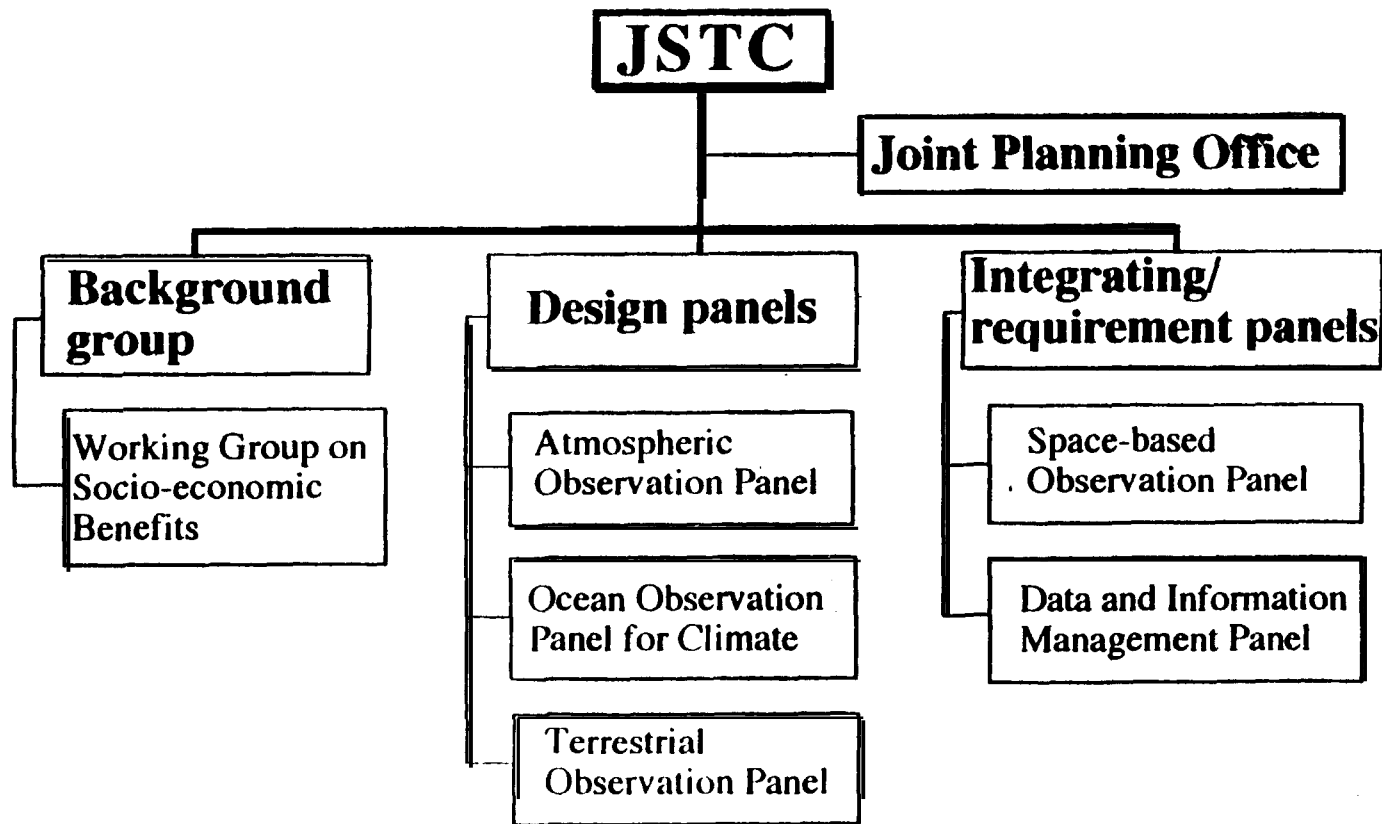 JSTC
Joint Planning Office
Background
group
Working Group on
Socio-economic
Benefits
Design panels
Atmospheric
Observation Panel
Ocean Observation
Panel for Climate
Terrestrial
Observation Panel
Integrating/
requirement panels
Space-based
Observation Panel
Data and Information
Management Panel